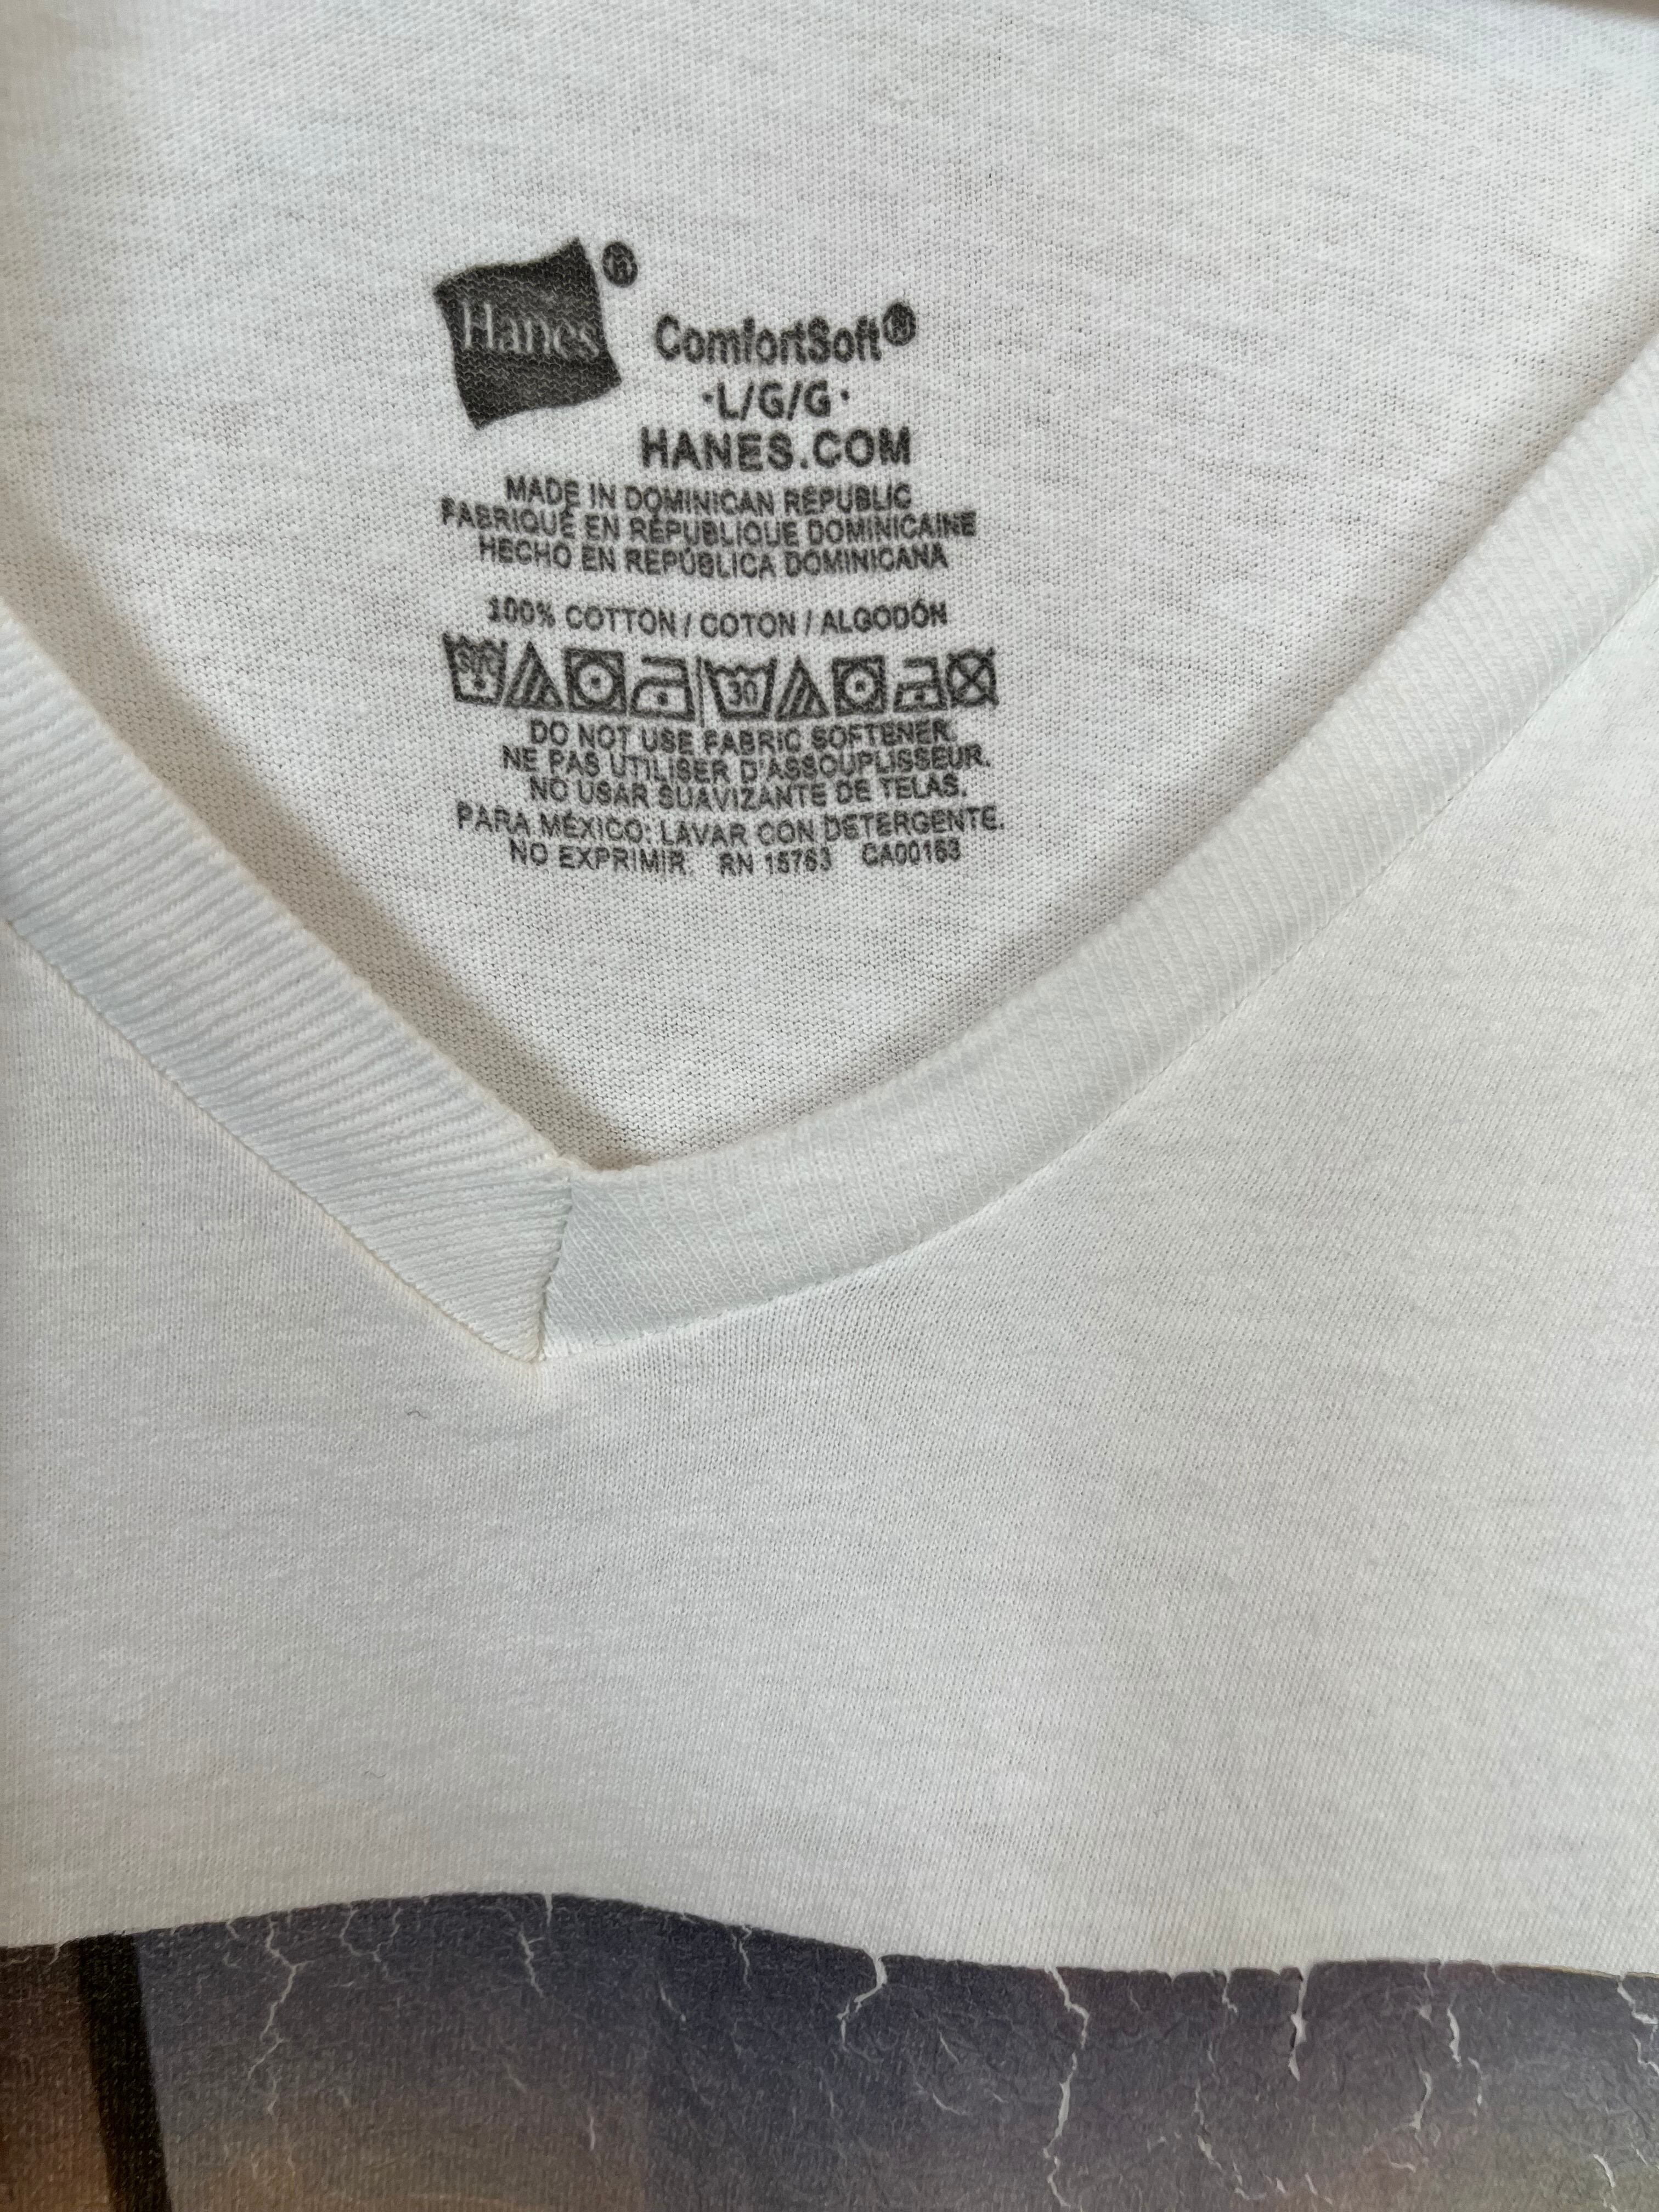 Hanes®
ComfortSoft®
·L/G/G·
HANES.COM
MADE IN DOMINICAN REPUBLIC
FABRIQUÉ EN RÉPUBLIQUE DOMINICAINE
HECHO EN REPÚBLICA DOMINICANA
100% COTTON / COTON / ALGODÓN
30
DO NOT USE FABRIC SOFTENER.
NE PAS UTILISER D'ASSOUPLISSEUR.
NO USAR SUAVIZANTE DE TELAS.
PARA MÉXICO: LAVAR CON DETERGENTE.
NO EXPRIMIR. RN 15763 CA00163